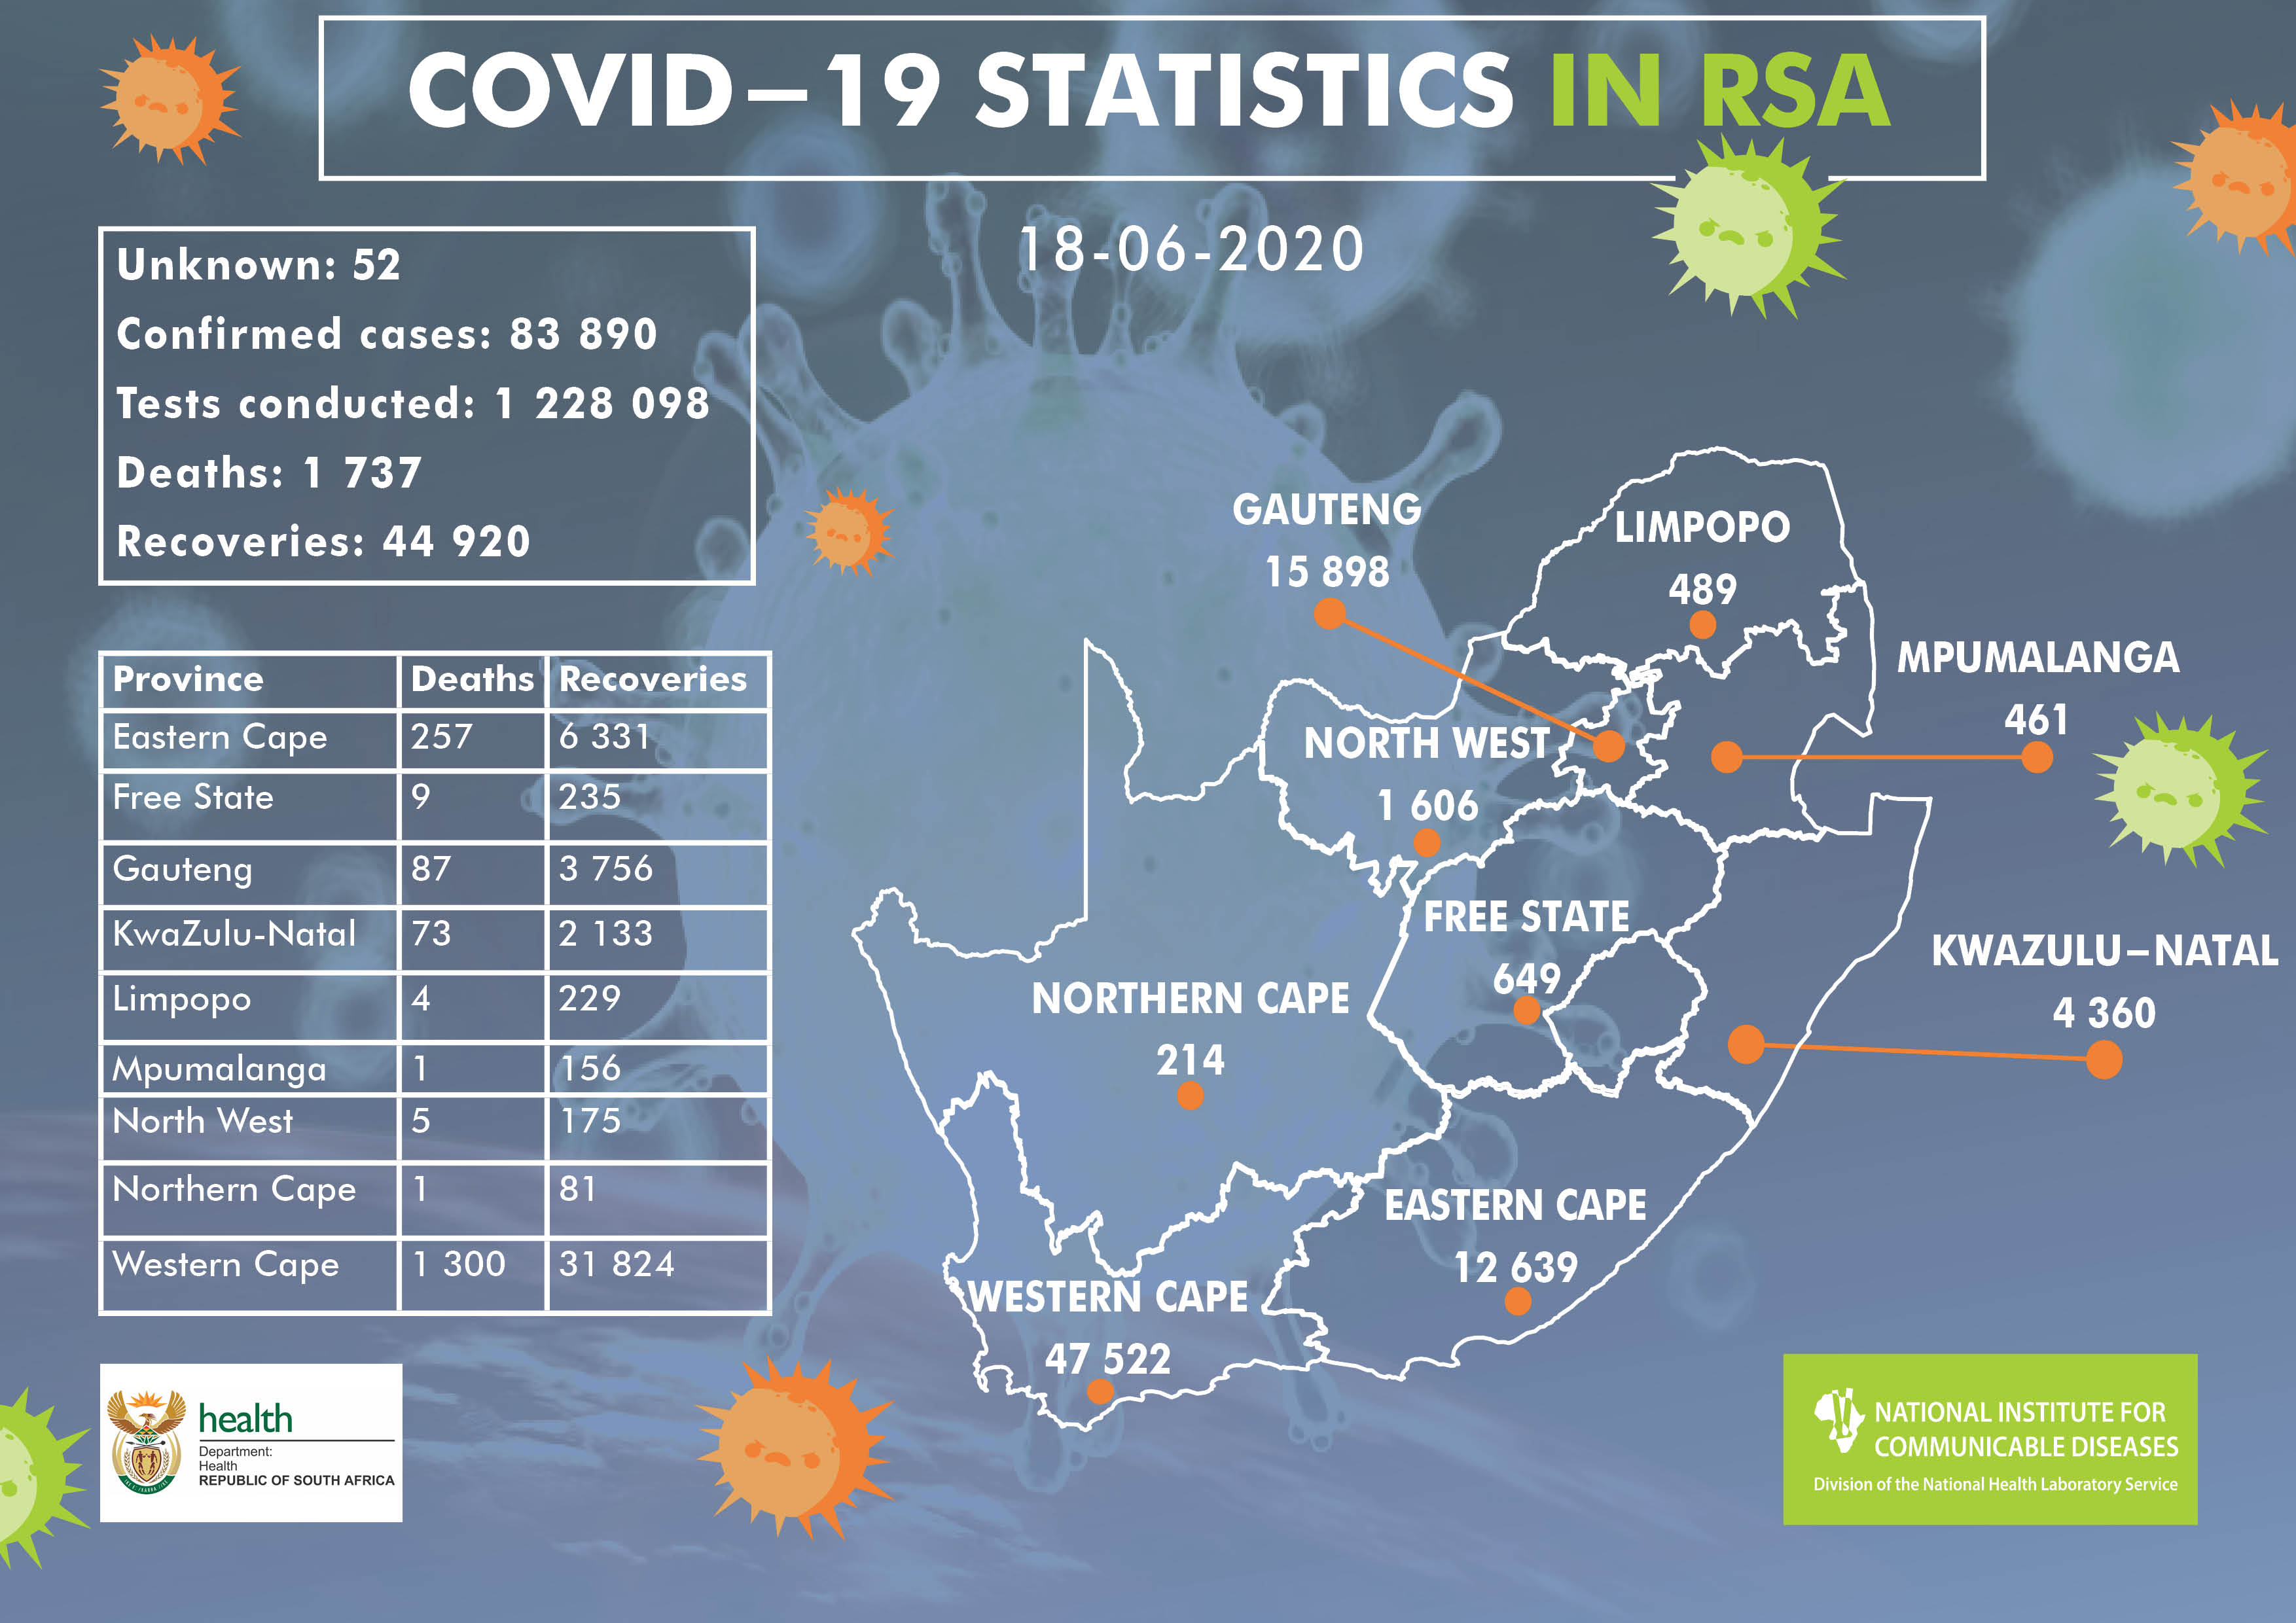 COVID–19 STATISTICS IN RSA
18-06-2020
Unknown: 52
Confirmed cases: 83 890
Tests conducted: 1 228 098
Deaths: 1 737
Recoveries: 44 920
Province Deaths Recoveries
Eastern Cape 257 6 331
Free State 9 235
Gauteng 87 3 756
KwaZulu-Natal 73 2 133
Limpopo 4 229
Mpumalanga 1 156
North West 5 175
Northern Cape 1 81
Western Cape 1 300 31 824
GAUTENG
15 898
LIMPOPO
489
MPUMALANGA
461
NORTH WEST
1 606
FREE STATE
649
KWAZULU–NATAL
4 360
NORTHERN CAPE
214
EASTERN CAPE
12 639
WESTERN CAPE
47 522
health
Department:
Health
REPUBLIC OF SOUTH AFRICA
NATIONAL INSTITUTE FOR
COMMUNICABLE DISEASES
Division of the National Health Laboratory Service